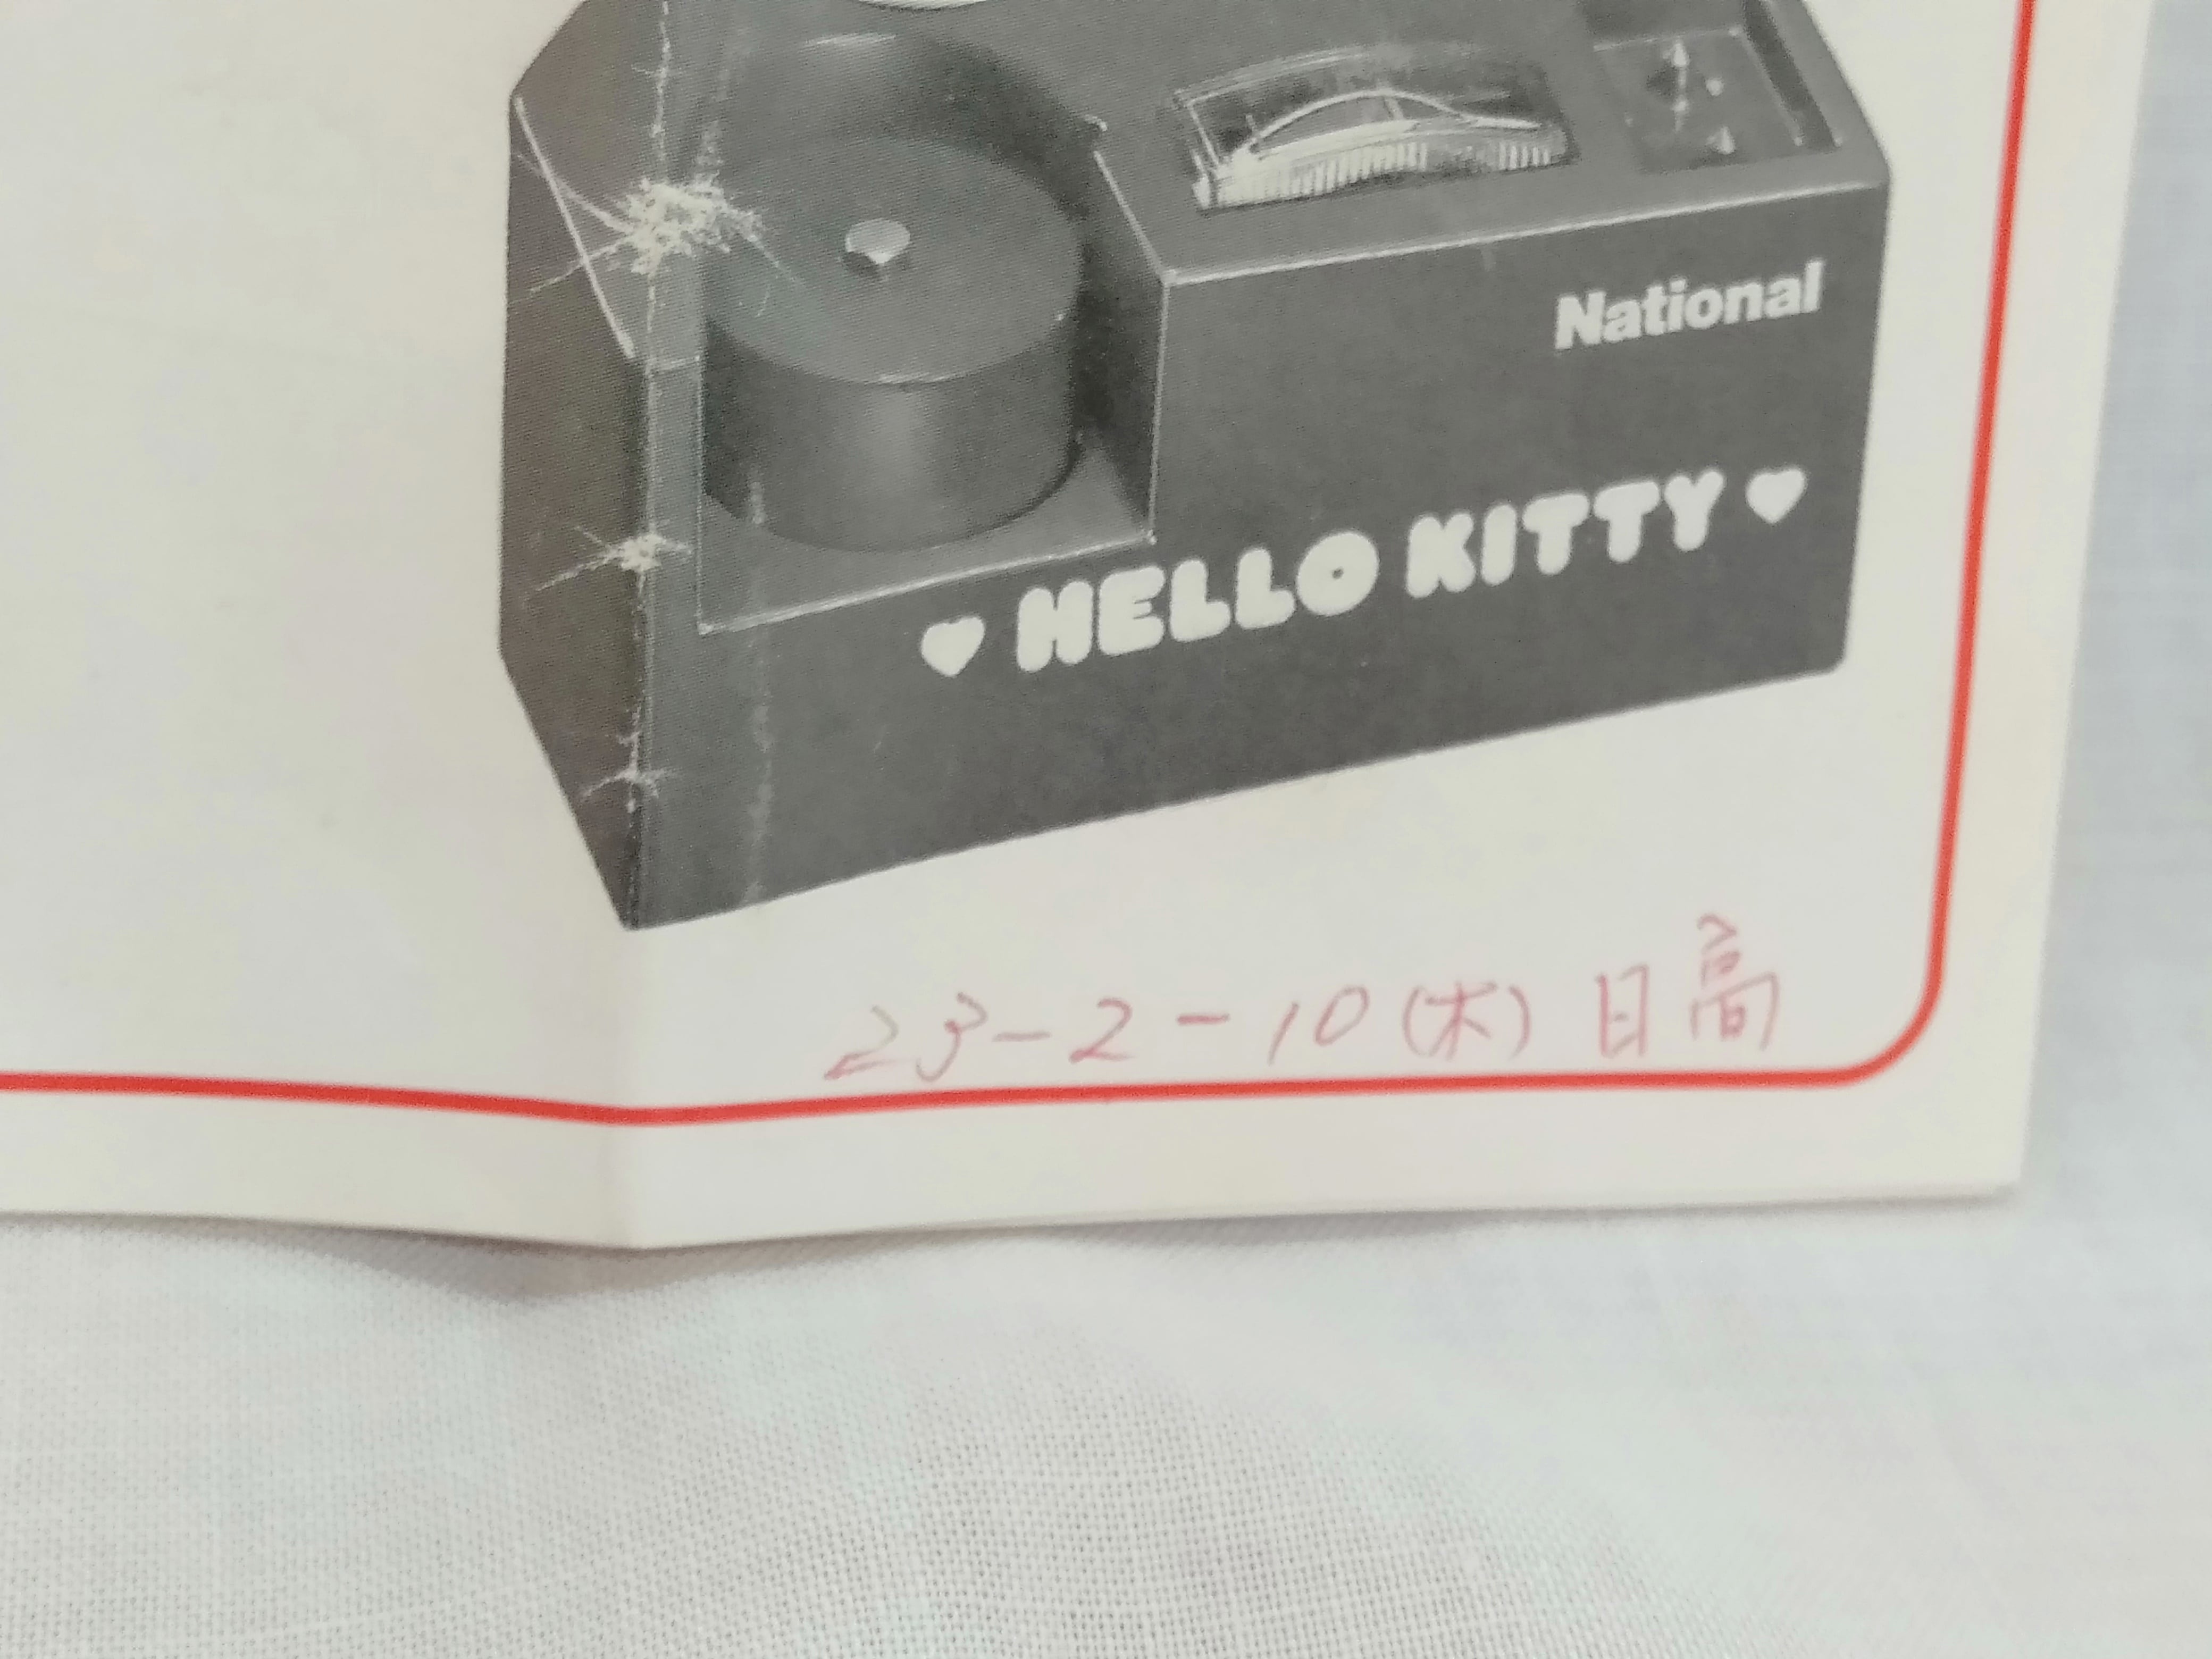 National
♥ HELLO KITTY ♥
23-2-10(木) 日高